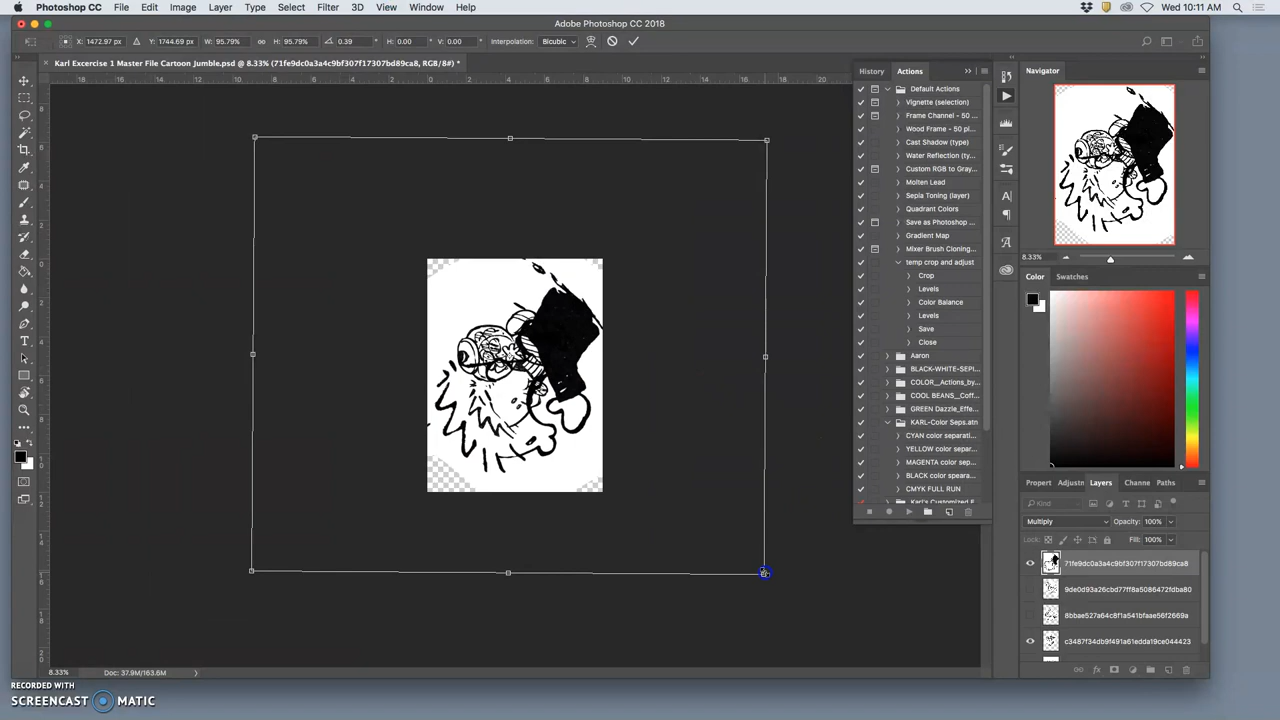 Photoshop CC File Edit Image Layer Type Select Filter 3D View Window Help Wed 10:11 AM
Adobe Photoshop CC 2018
X: 1472.97 px Y: 1744.69 px W: 95.79% H: 95.79% 0.39 ° H: 0.00 ° V: 0.00 ° Interpolation: Bicubic
Karl Excercise 1 Master File Cartoon Jumble.psd @ 8.33% (71fe9dc0a3a4c9bf307f17307bd89ca8, RGB/8#) *
History Actions
Navigator
Default Actions
Vignette (selection)
Frame Channel - 50 ...
Wood Frame - 50 pi...
Cast Shadow (type)
Water Reflection (ty...
Custom RGB to Gray...
Molten Lead
Sepia Toning (layer)
Quadrant Colors
Save as Photoshop ...
Gradient Map
Mixer Brush Cloning...
temp crop and adjust
Crop
Levels
Color Balance
Levels
Save
Close
Aaron
BLACK-WHITE-SEPI...
COLOR__Actions_by...
COOL BEANS__Coff...
GREEN Dazzle_Effe...
KARL-Color Seps.atn
CYAN color separati...
YELLOW color separ...
MAGENTA color sep...
BLACK color speara...
CMYK FULL RUN
8.33%
Color Swatches
Propert Adjustn Layers Channe Paths
Kind
Multiply Opacity: 100%
Lock: Fill: 100%
71fe9dc0a3a4c9bf307f17307bd89ca8
9de0d93a26cbd77ff8a5086472fdba80
8bbae527a64c8f1a541bfaae56f2669a
c3487f34db9f491a61edda19ce044423
8.33% Doc: 37.9M/163.6M
RECORDED WITH
SCREENCAST MATIC